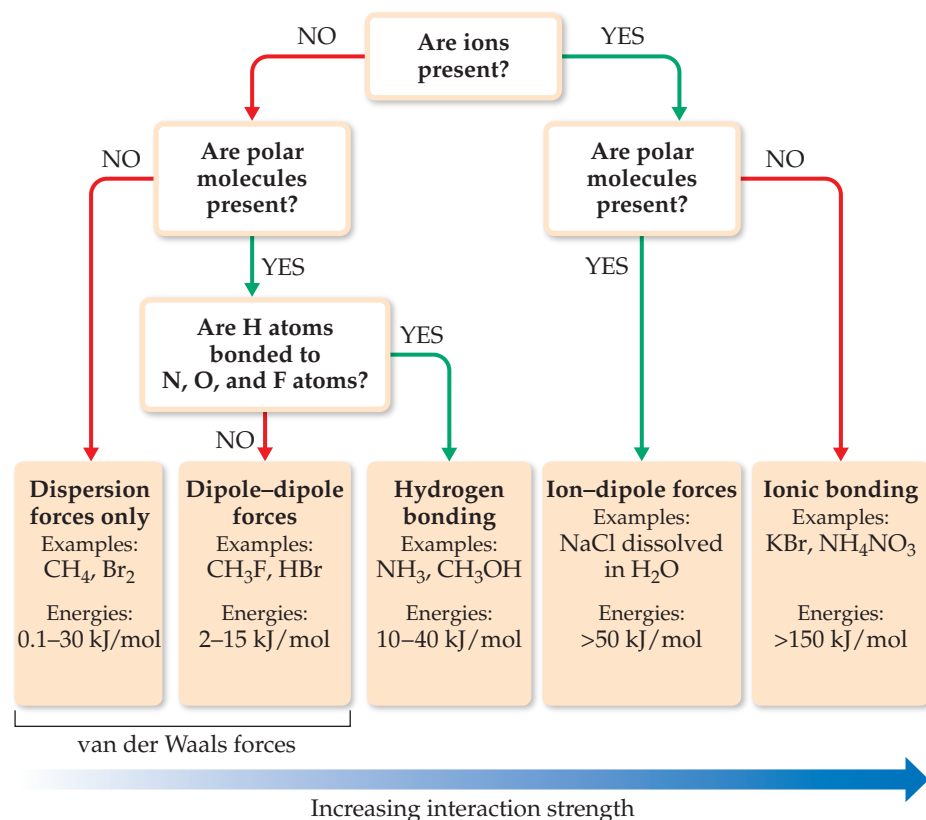 NO
Are ions
present?
YES
NO
Are polar
molecules
present?
YES
Are polar
molecules
present?
NO
YES
Are H atoms
bonded to
N, O, and F atoms?
YES
NO
Dispersion
forces only
Examples:
CH₄, Br₂
Energies:
0.1–30 kJ/mol
Dipole–dipole
forces
Examples:
CH₃F, HBr
Energies:
2–15 kJ/mol
Hydrogen
bonding
Examples:
NH₃, CH₃OH
Energies:
10–40 kJ/mol
Ion–dipole forces
Examples:
NaCl dissolved
in H₂O
Energies:
>50 kJ/mol
Ionic bonding
Examples:
KBr, NH₄NO₃
Energies:
>150 kJ/mol
van der Waals forces
Increasing interaction strength